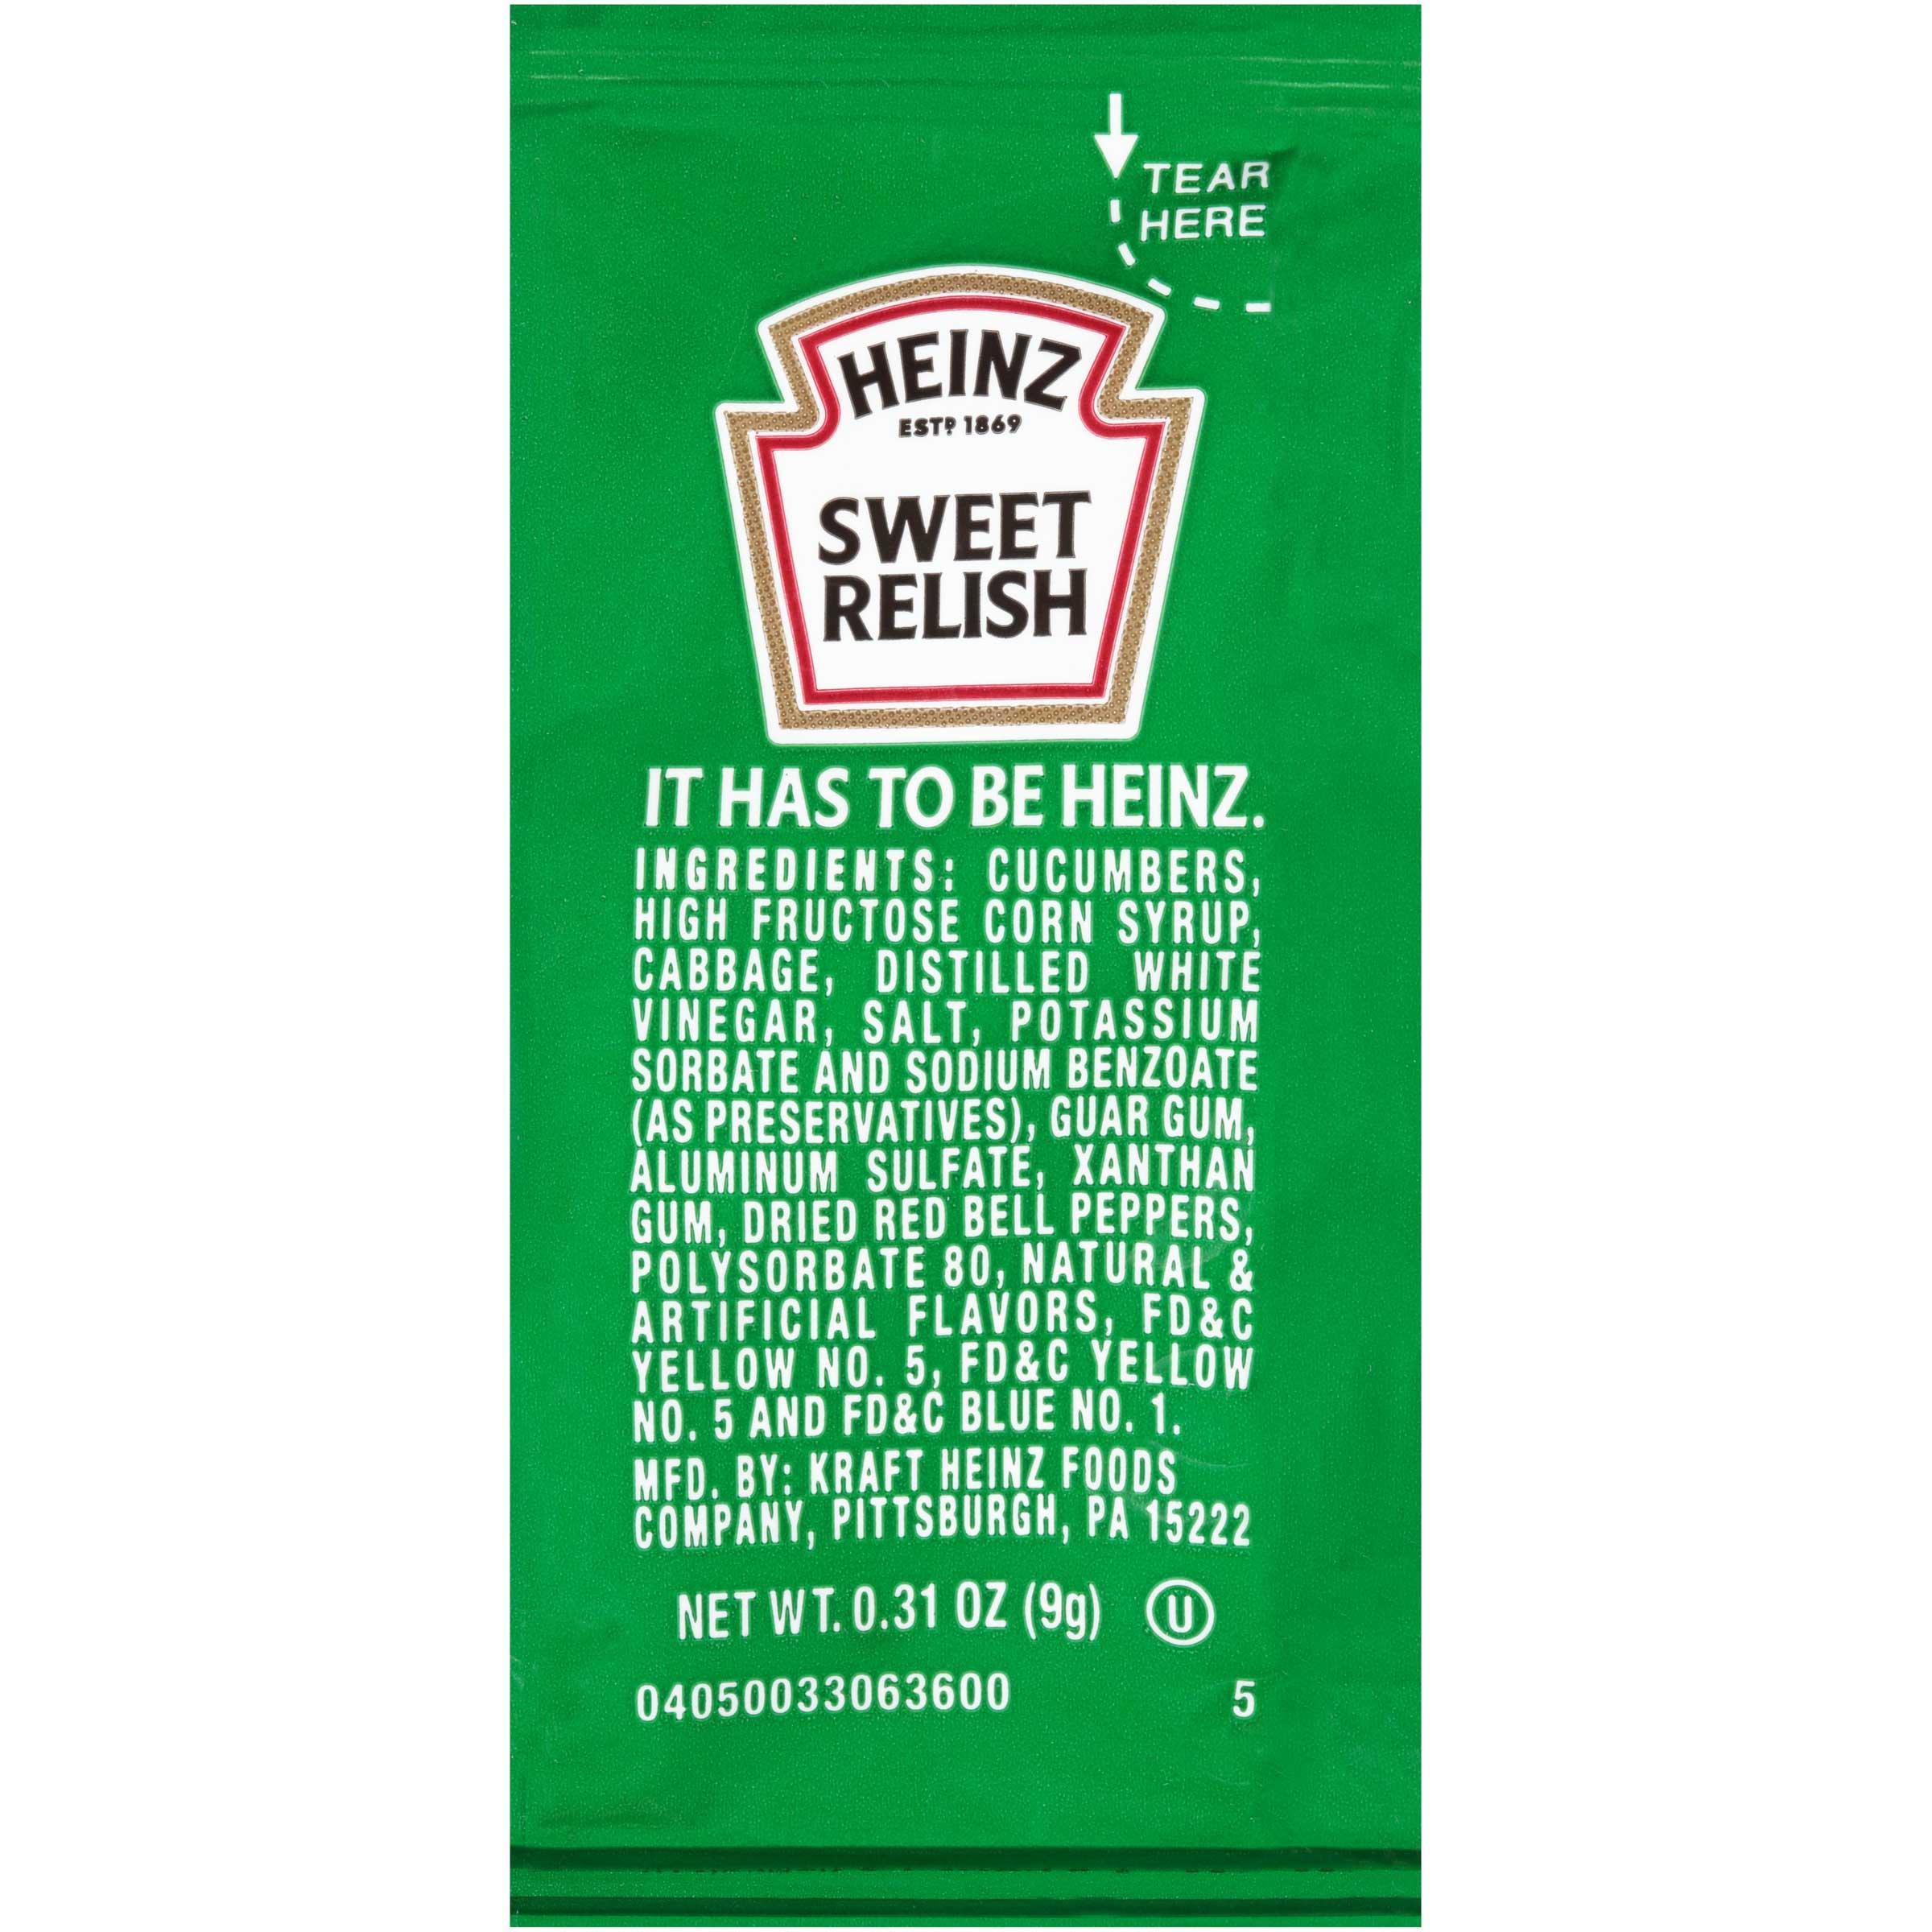 TEAR
HERE
HEINZ
ESTD 1869
SWEET
RELISH
IT HAS TO BE HEINZ.
INGREDIENTS: CUCUMBERS,
HIGH FRUCTOSE CORN SYRUP,
CABBAGE, DISTILLED WHITE
VINEGAR, SALT, POTASSIUM
SORBATE AND SODIUM BENZOATE
(AS PRESERVATIVES), GUAR GUM,
ALUMINUM SULFATE, XANTHAN
GUM, DRIED RED BELL PEPPERS,
POLYSORBATE 80, NATURAL &
ARTIFICIAL FLAVORS, FD&C
YELLOW NO. 5, FD&C YELLOW
NO. 5 AND FD&C BLUE NO. 1.
MFD. BY: KRAFT HEINZ FOODS
COMPANY, PITTSBURGH, PA 15222
NET WT. 0.31 OZ (9g) U
04050033063600 5